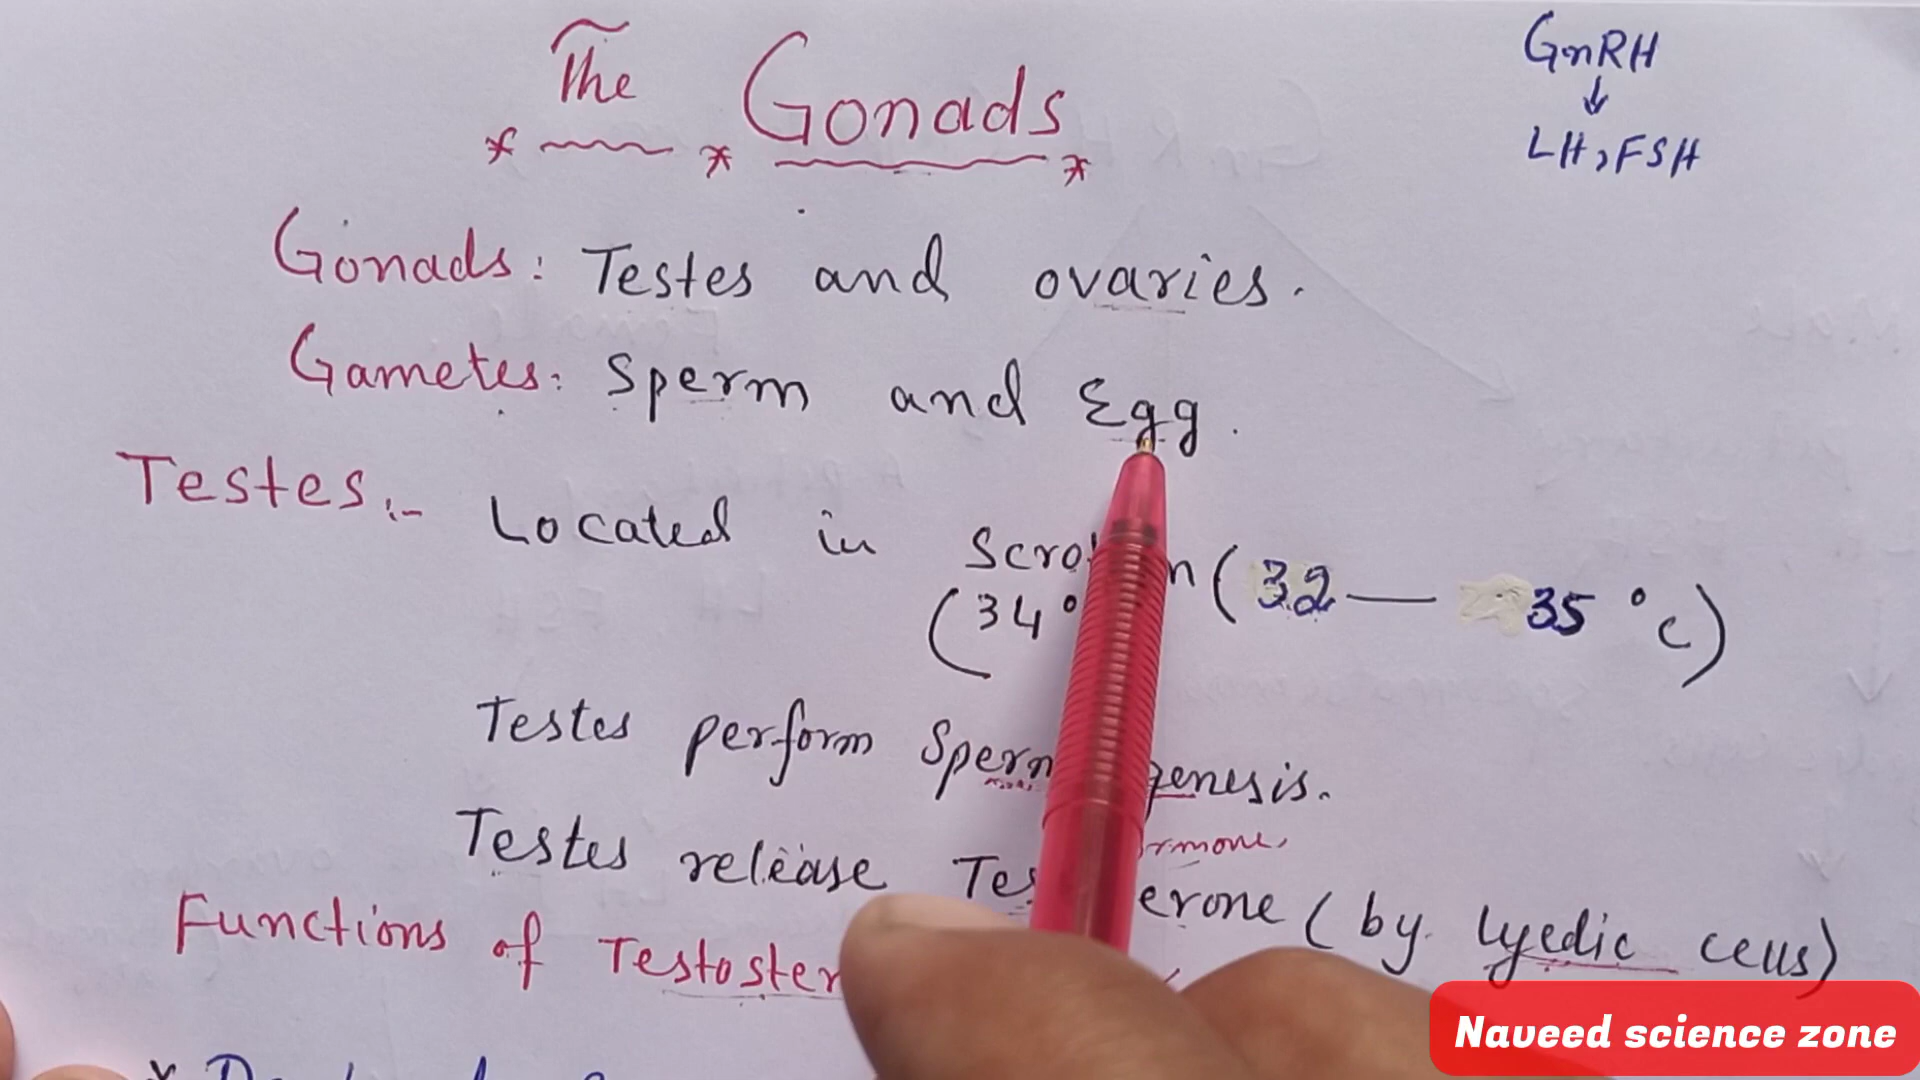 The Gonads
GnRH
↓
LH, FSH
Gonads: Testes and ovaries.
Gametes: Sperm and Egg.
Testes:- Located in (32 — 35 °C)
(34°
Testes perform
Testes release (by lyedic cells)
Functions of
Naveed science zone